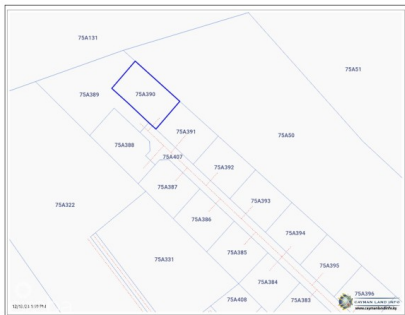 75A131
75A51
75A390
75A389
75A391
75A50
75A388
75A407
75A392
75A387
75A393
75A322
75A386
75A394
75A385
75A331
75A395
75A384
75A396
75A408
75A383
CAYMAN LAND INFO
www.caymanlandinfo.ky